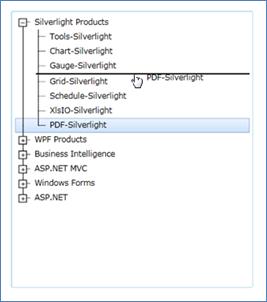 Silverlight Products
Tools-Silverlight
Chart-Silverlight
Gauge-Silverlight
PDF-Silverlight
Grid-Silverlight
Schedule-Silverlight
XlsIO-Silverlight
PDF-Silverlight
WPF Products
Business Intelligence
ASP.NET MVC
Windows Forms
ASP.NET